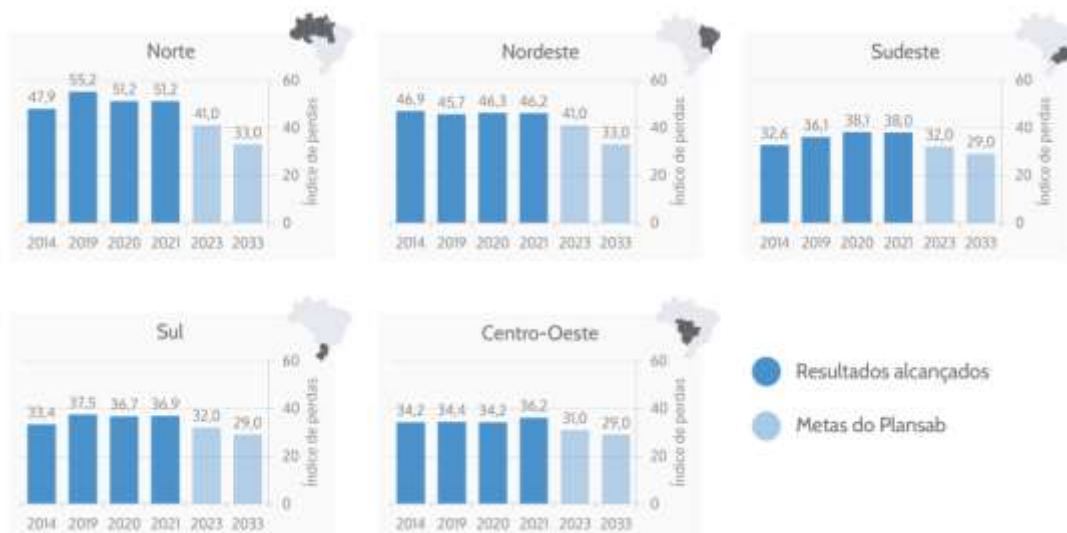 Norte
47,9 55,2 51,2 51,2 41,0 33,0
60
40
20
0
Índice de perdas
2014 2019 2020 2021 2023 2033
Nordeste
46,9 45,7 46,3 46,2 41,0 33,0
60
40
20
0
Índice de perdas
2014 2019 2020 2021 2023 2033
Sudeste
32,6 36,1 38,1 38,0 32,0 29,0
60
40
20
0
Índice de perdas
2014 2019 2020 2021 2023 2033
Sul
33,4 37,5 36,7 36,9 32,0 29,0
60
40
20
0
Índice de perdas
2014 2019 2020 2021 2023 2033
Centro-Oeste
34,2 34,4 34,2 36,2 31,0 29,0
60
40
20
0
Índice de perdas
2014 2019 2020 2021 2023 2033
Resultados alcançados
Metas do Plansab